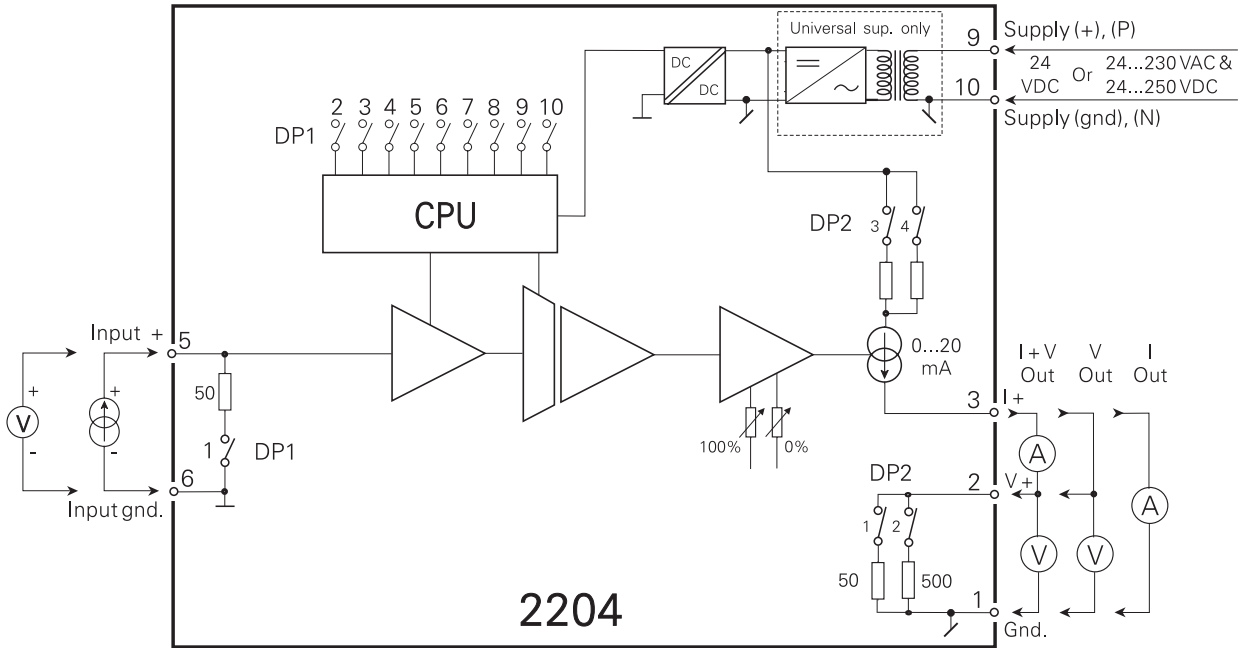 Universal sup. only
9
Supply (+), (P)
24 VDC
Or
24...230 VAC &
24...250 VDC
10
Supply (gnd), (N)
DC
DC
DP1
2 3 4 5 6 7 8 9 10
CPU
DP2
3
4
Input +
5
50
1
DP1
6
Input gnd.
V
+
-
+
-
0...20
mA
100%
0%
I + V
Out
V
Out
I
Out
3
I +
A
DP2
2
V +
1
2
50
500
V
V
A
1
Gnd.
2204